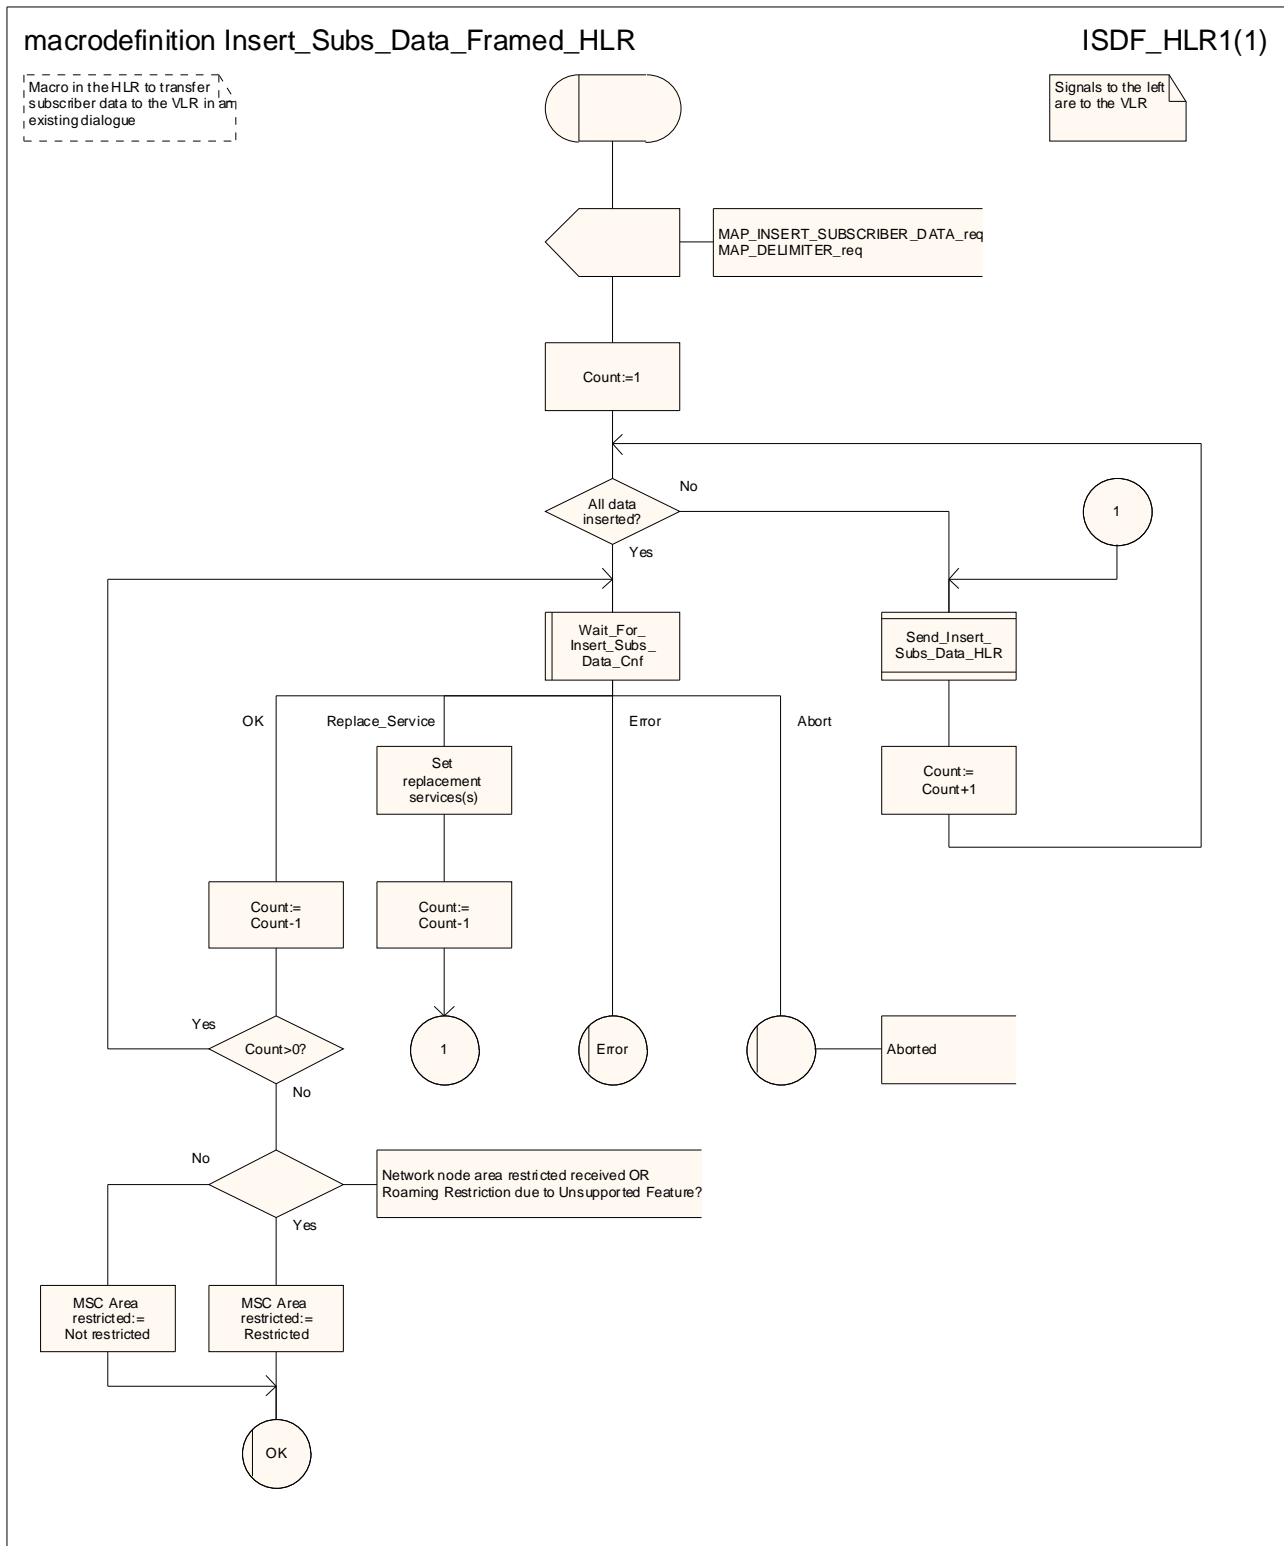 macrodefinition Insert_Subs_Data_Framed_HLR
ISDF_HLR1(1)
Macro in the HLR to transfer
subscriber data to the VLR in an
existing dialogue
Signals to the left
are to the VLR
MAP_INSERT_SUBSCRIBER_DATA_req
MAP_DELIMITER_req
Count:=1
All data
inserted?
No
Yes
1
Wait_For_
Insert_Subs_
Data_Cnf
Send_Insert_
Subs_Data_HLR
OK
Replace_Service
Error
Abort
Set
replacement
services(s)
Count:=
Count+1
Count:=
Count-1
Count:=
Count-1
Yes
Count>0?
No
1
Error
Aborted
No
Yes
Network node area restricted received OR
Roaming Restriction due to Unsupported Feature?
MSC Area
restricted:=
Not restricted
MSC Area
restricted:=
Restricted
OK